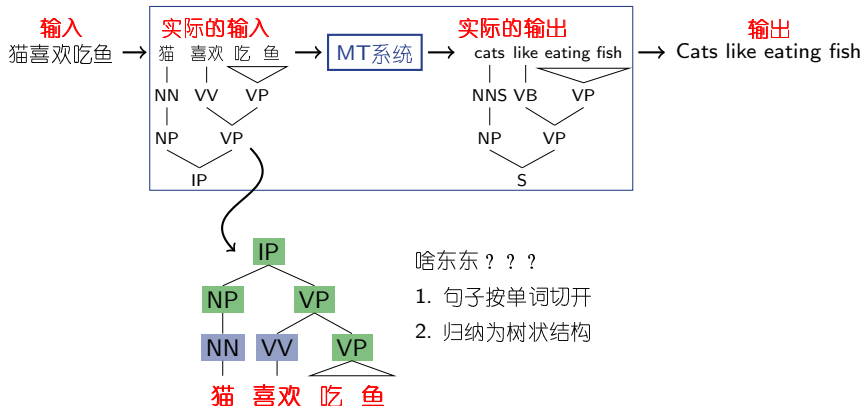 输入 实际的输入 实际的输出 输出
猫喜欢吃鱼 猫 喜欢 吃 鱼 MT系统 cats like eating fish Cats like eating fish
NN VV VP NNS VB VP
NP VP NP VP
IP S
IP
NP VP
NN VV VP
猫 喜欢 吃 鱼
啥东东？？？
1. 句子按单词切开
2. 归纳为树状结构